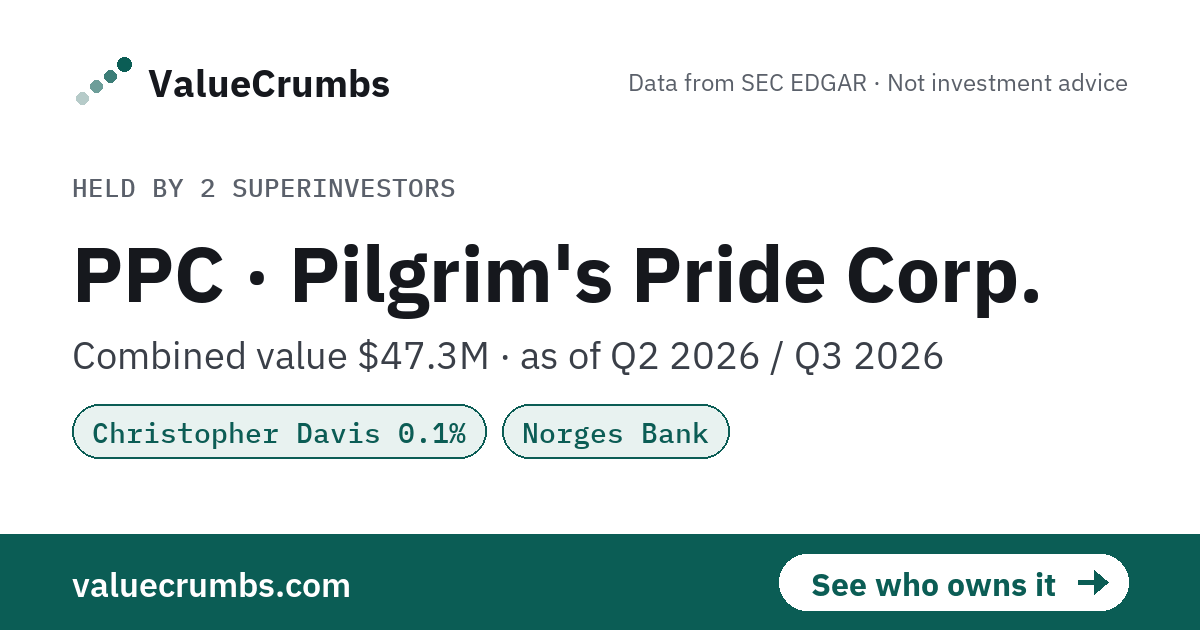 ValueCrumbs
Data from SEC EDGAR · Not investment advice
HELD BY 2 SUPERINVESTORS
PPC · Pilgrim's Pride Corp.
Combined value $47.3M · as of Q2 2026 / Q3 2026
Christopher Davis 0.1%
Norges Bank
valuecrumbs.com
See who owns it →